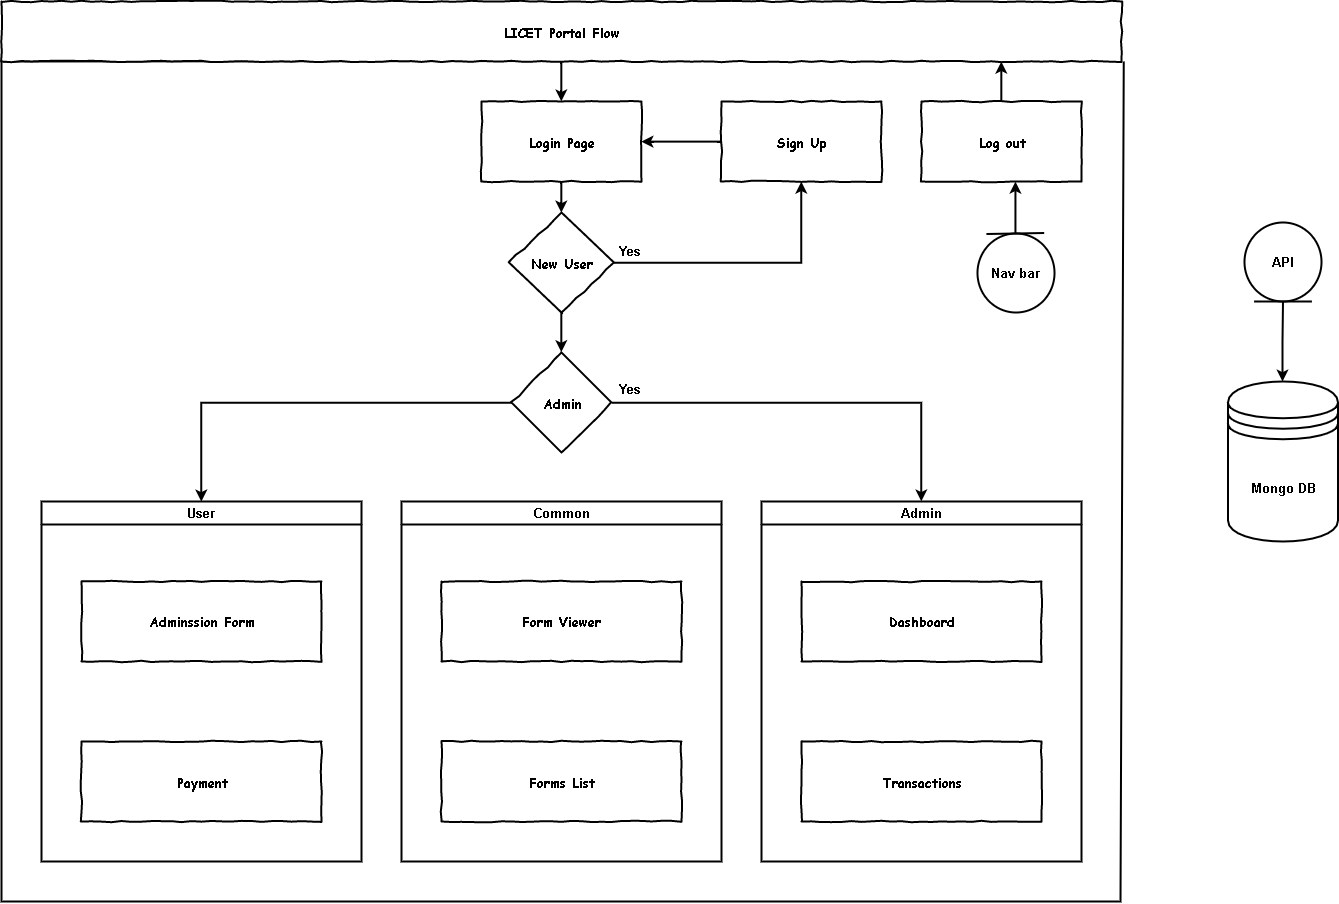 LICET Portal Flow
Login Page
Sign Up
Log out
Yes
New User
Nav bar
API
Yes
Admin
Mongo DB
User
Common
Admin
Adminssion Form
Form Viewer
Dashboard
Payment
Forms List
Transactions